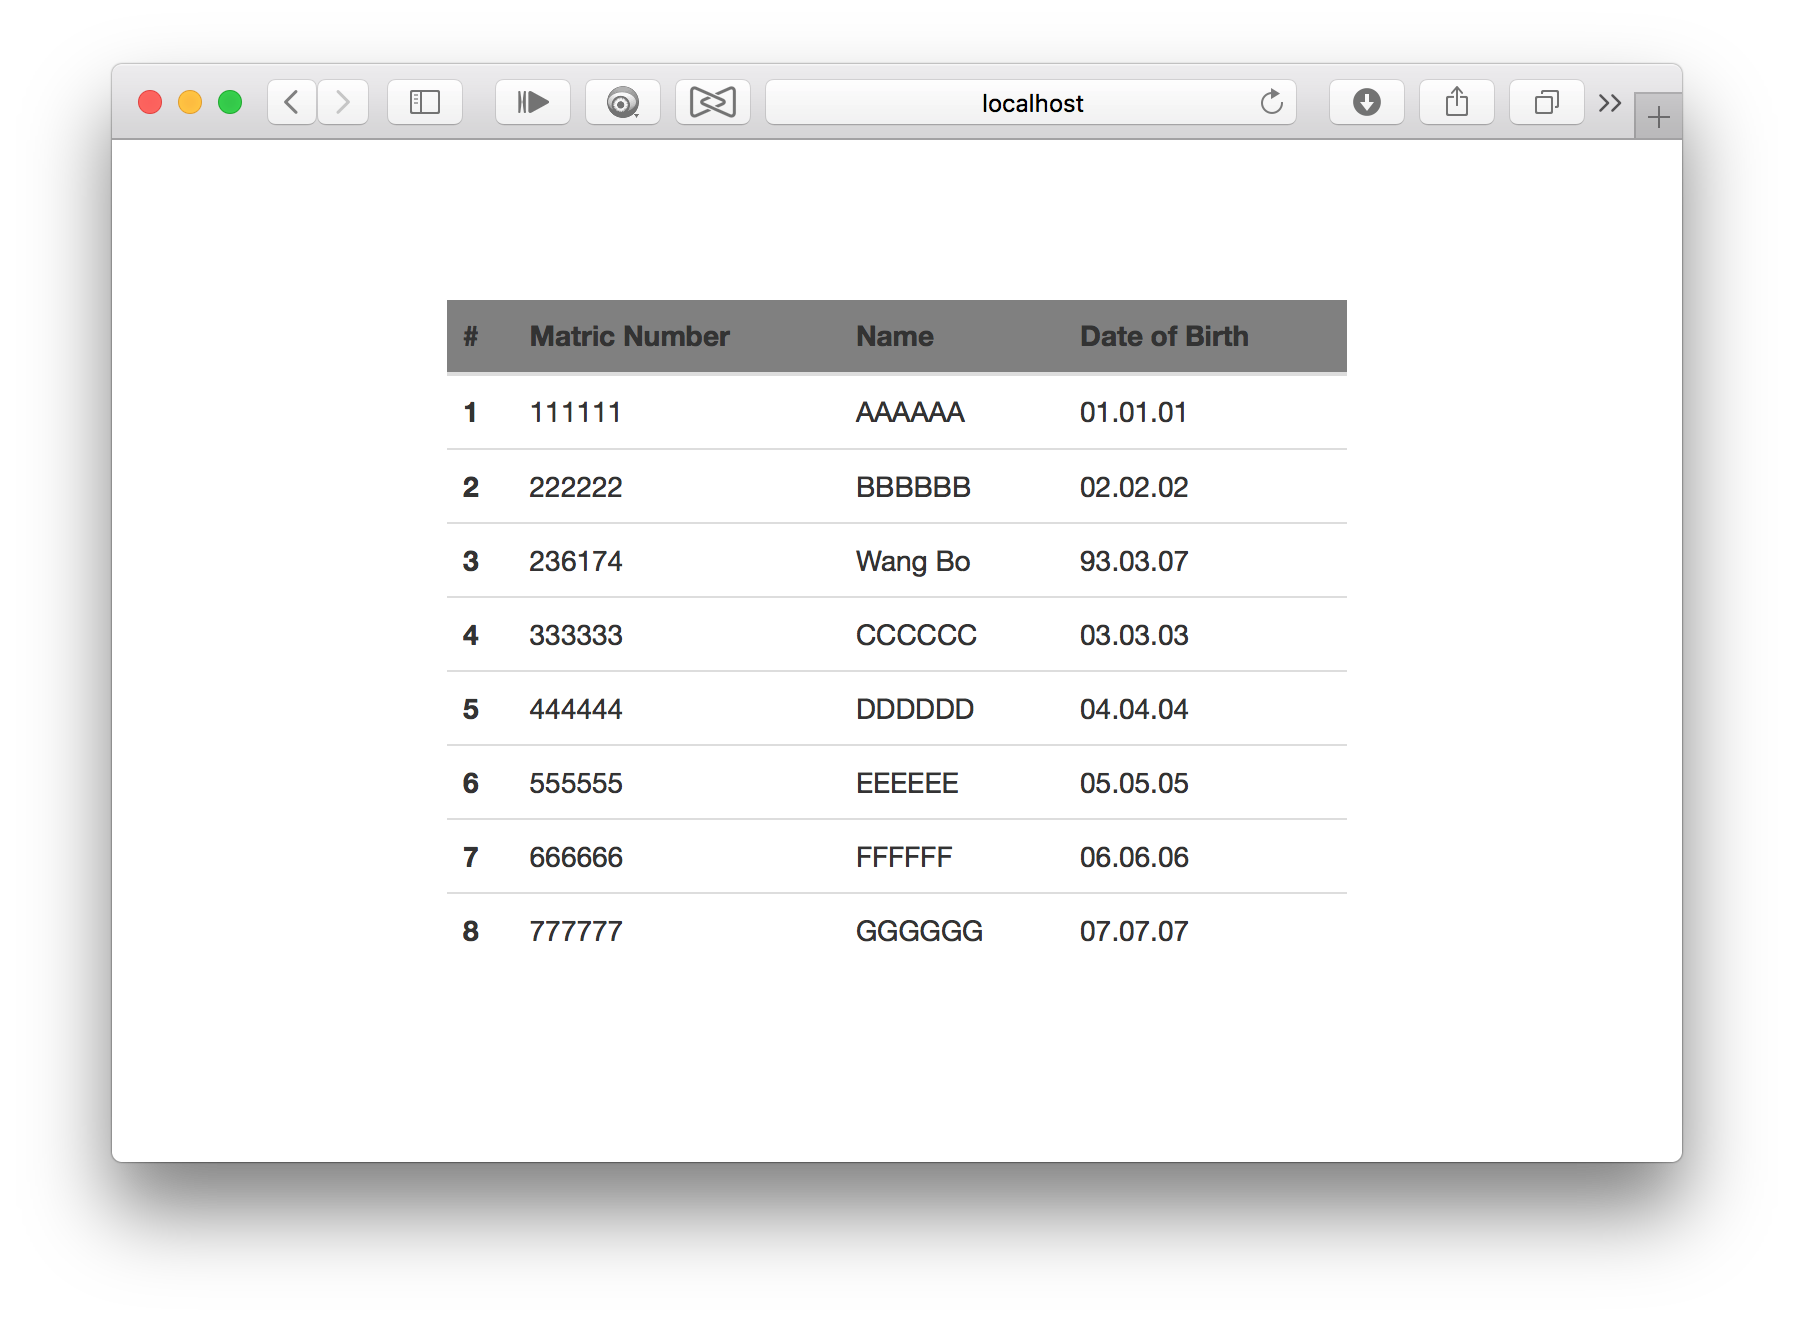 localhost
# Matric Number Name Date of Birth
1 111111 AAAAAA 01.01.01
2 222222 BBBBBB 02.02.02
3 236174 Wang Bo 93.03.07
4 333333 CCCCCC 03.03.03
5 444444 DDDDDD 04.04.04
6 555555 EEEEEE 05.05.05
7 666666 FFFFFF 06.06.06
8 777777 GGGGGG 07.07.07